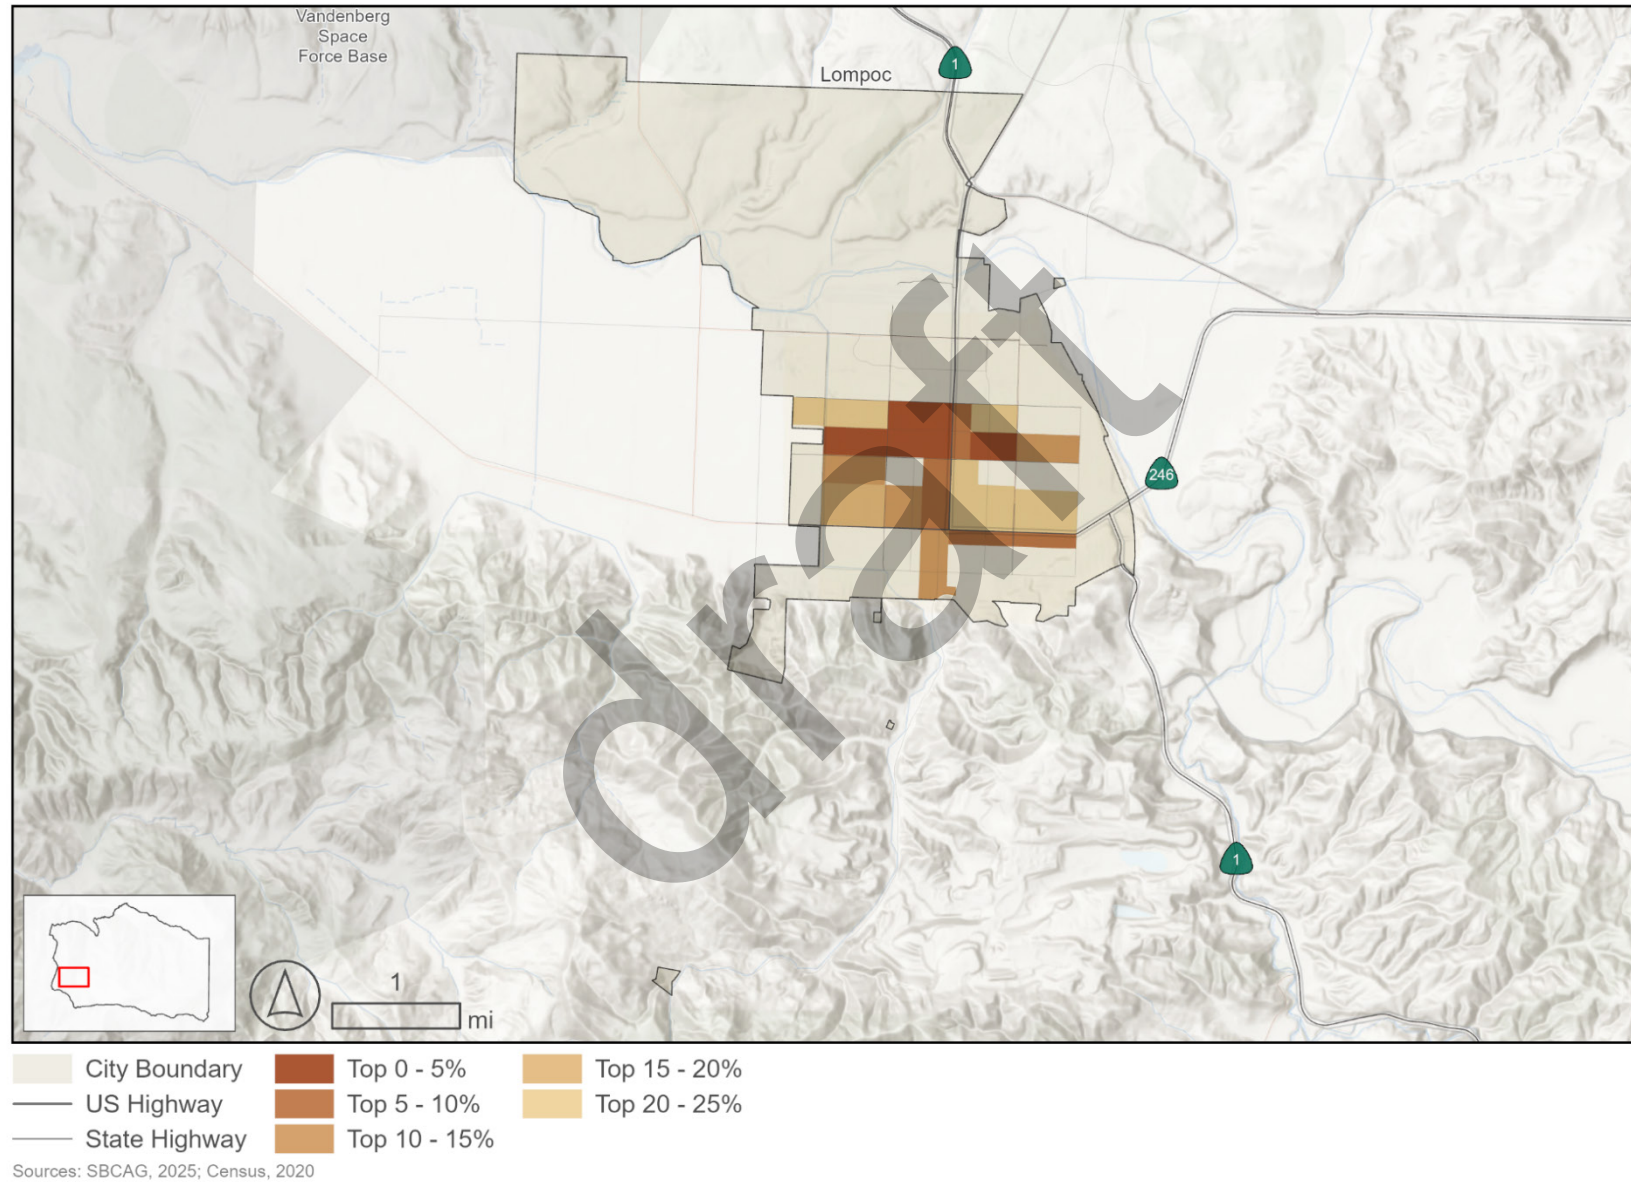 Vandenberg
Space
Force Base
Lompoc
1
246
1
draft
1
mi
City Boundary
US Highway
State Highway
Top 0 - 5%
Top 5 - 10%
Top 10 - 15%
Top 15 - 20%
Top 20 - 25%
Sources: SBCAG, 2025; Census, 2020